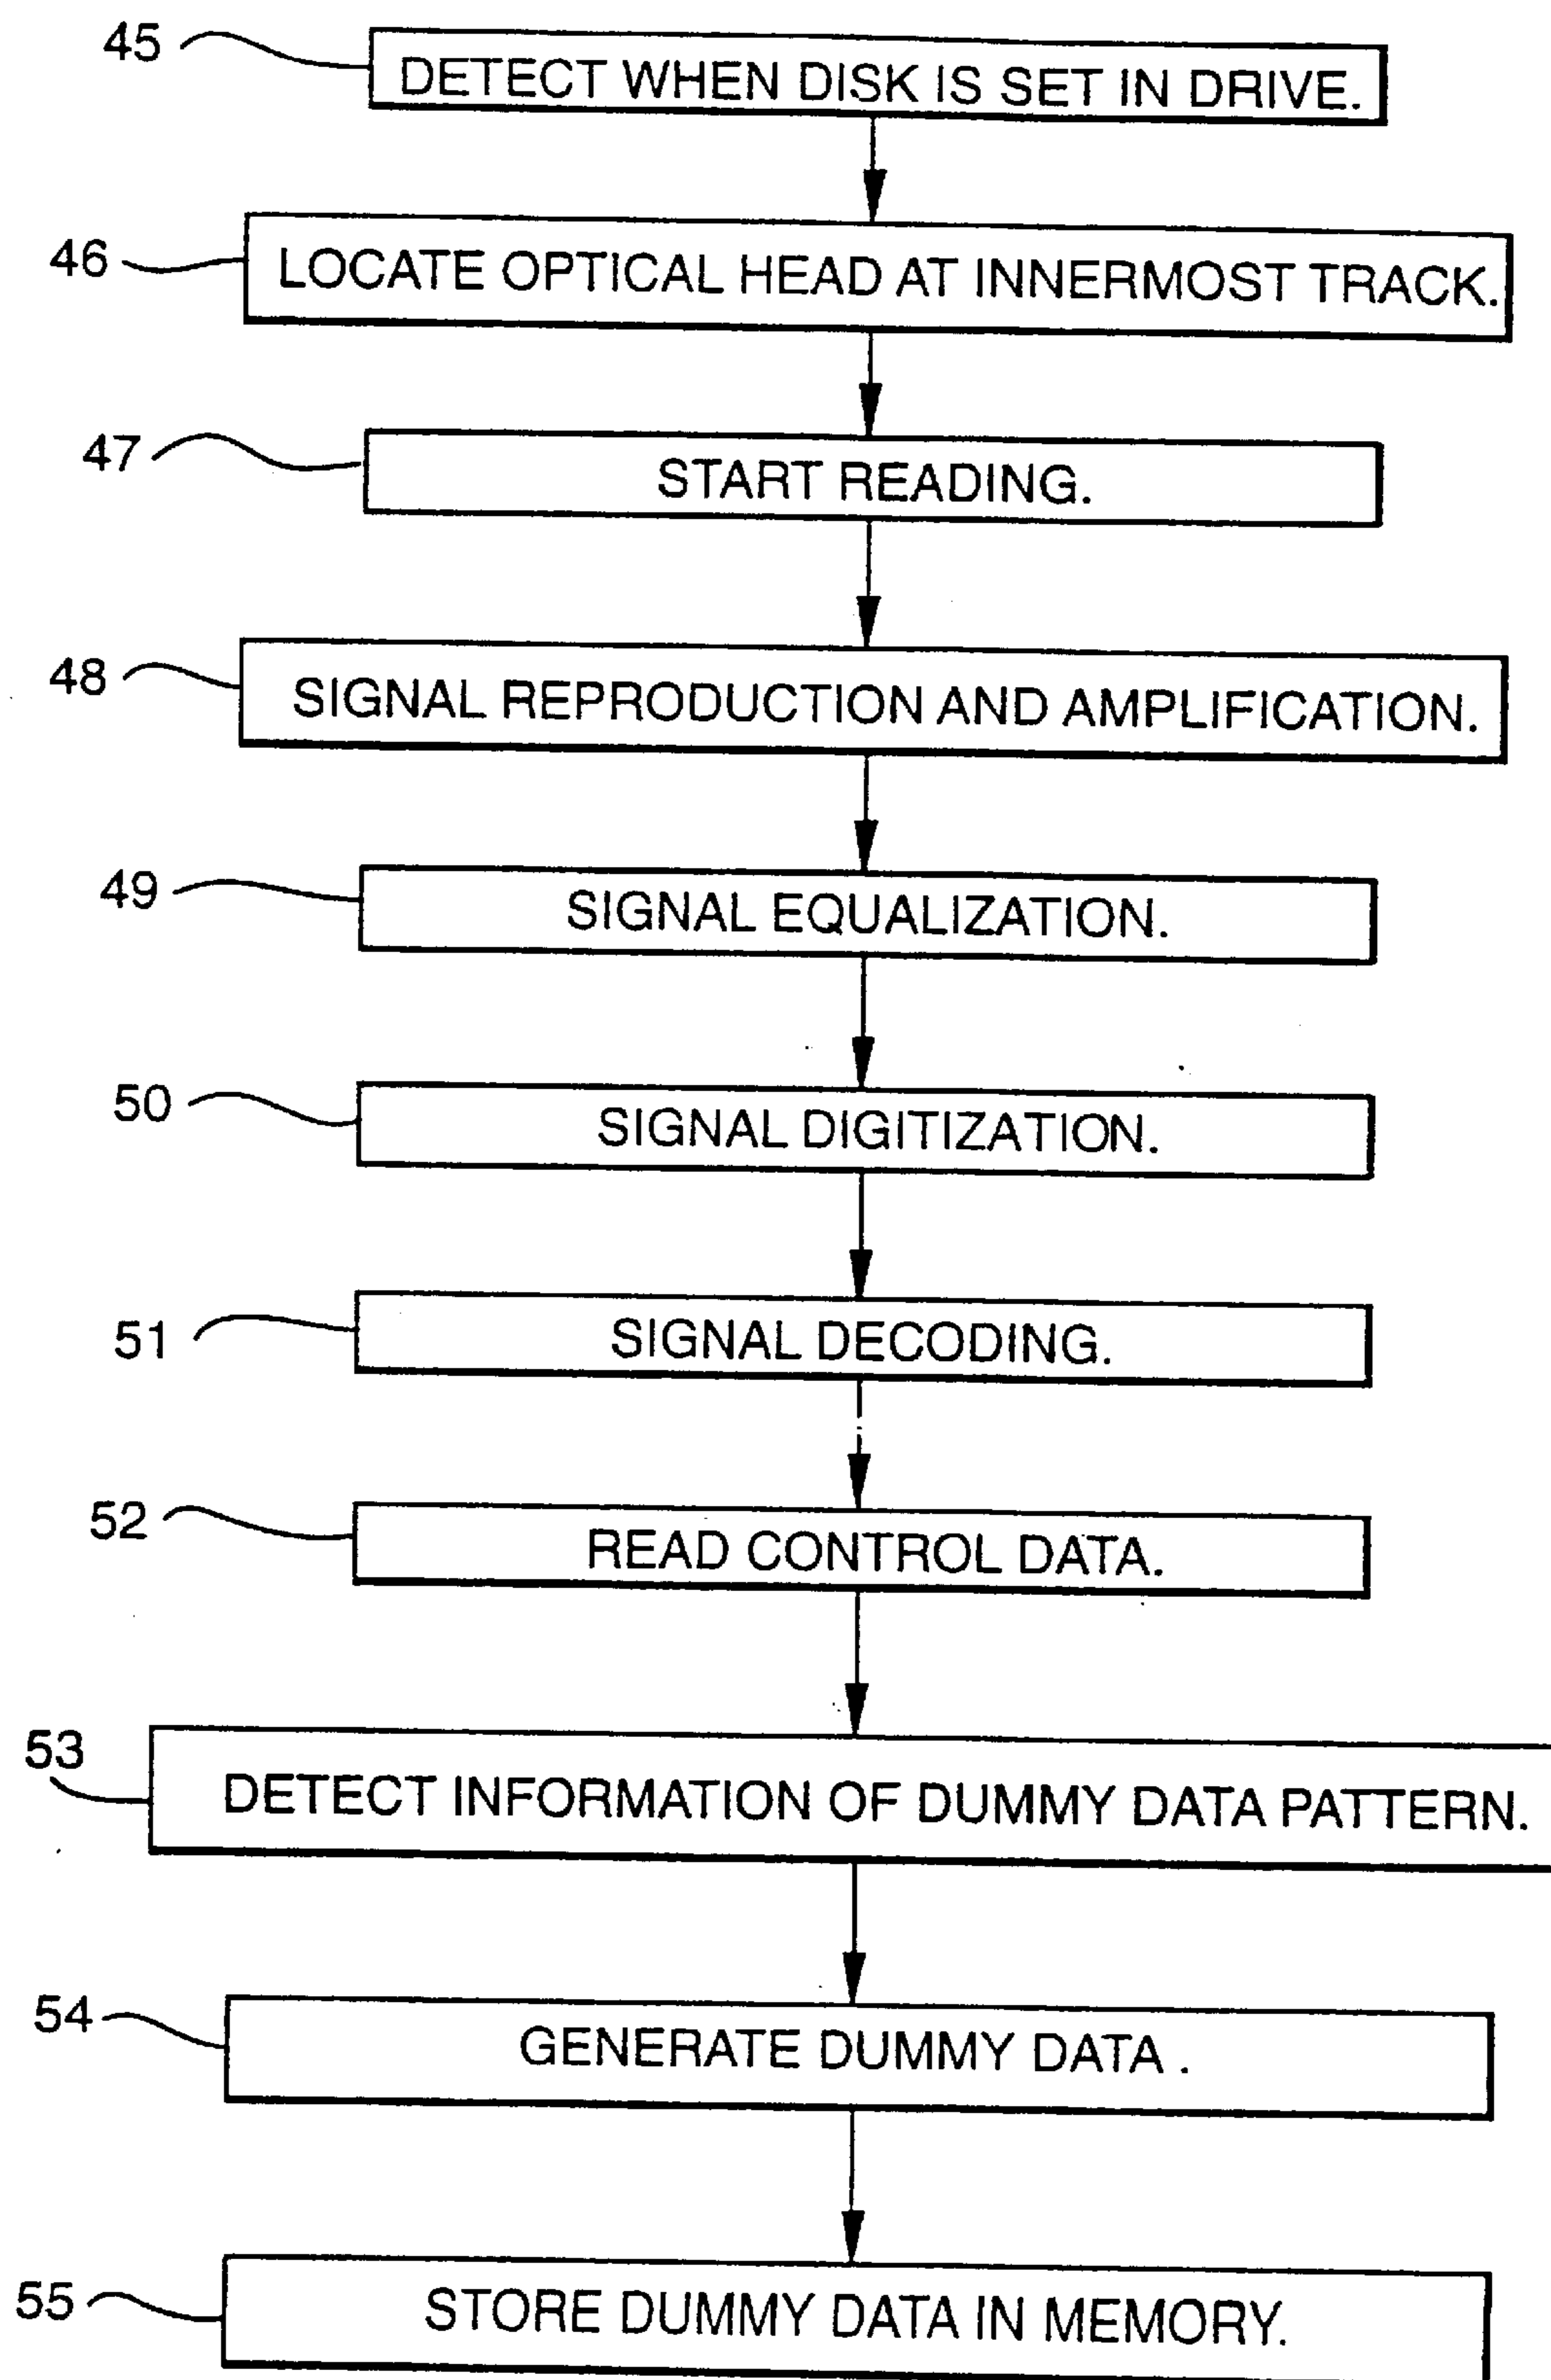 45 DETECT WHEN DISK IS SET IN DRIVE.
46 LOCATE OPTICAL HEAD AT INNERMOST TRACK.
47 START READING.
48 SIGNAL REPRODUCTION AND AMPLIFICATION.
49 SIGNAL EQUALIZATION.
50 SIGNAL DIGITIZATION.
51 SIGNAL DECODING.
52 READ CONTROL DATA.
53 DETECT INFORMATION OF DUMMY DATA PATTERN.
54 GENERATE DUMMY DATA .
55 STORE DUMMY DATA IN MEMORY.